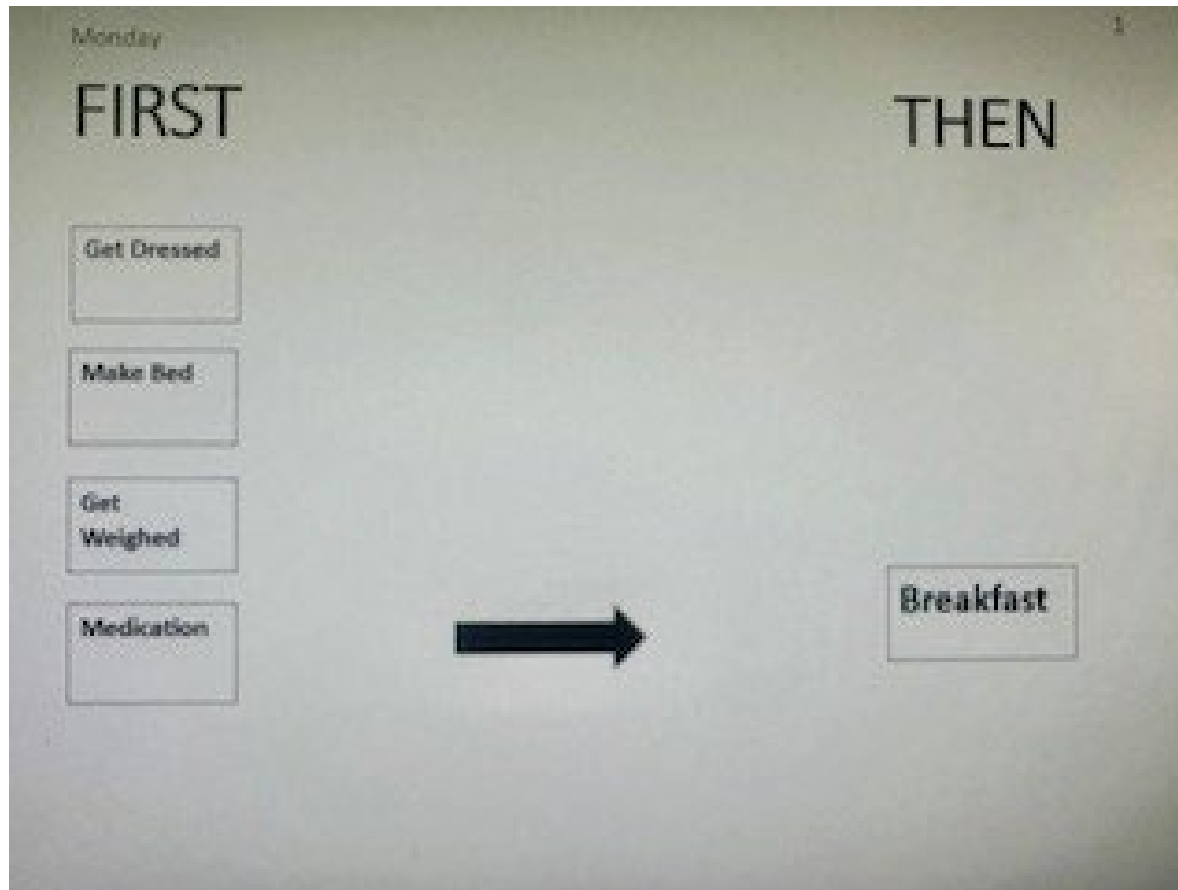 Monday
1
FIRST
THEN
Get Dressed
Make Bed
Get
Weighed
Medication
Breakfast